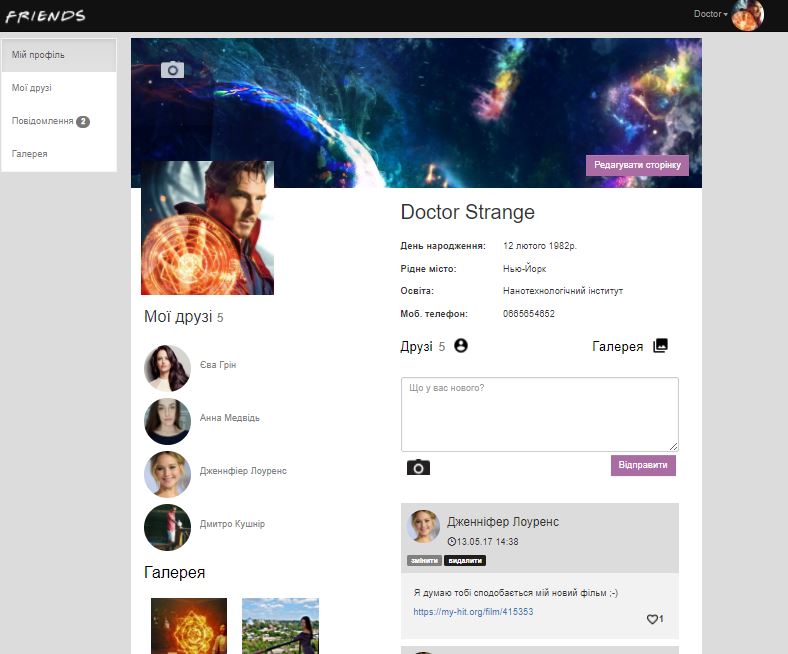 FRIENDS
Doctor
Мій профіль
Мої друзі
Повідомлення 2
Галерея
Редагувати сторінку
Doctor Strange
День народження: 12 лютого 1982р.
Рідне місто: Нью-Йорк
Освіта: Нанотехнологічний інститут
Моб. телефон: 0665654652
Мої друзі 5
Єва Грін
Анна Медвідь
Дженнфіер Лоуренс
Дмитро Кушнір
Галерея
Друзі 5
Галерея
Що у вас нового?
Відправити
Дженніфер Лоуренс
13.05.17 14:38
змінити видалити
Я думаю тобі сподобається мій новий фільм ;-)
https://my-hit.org/film/415353
1